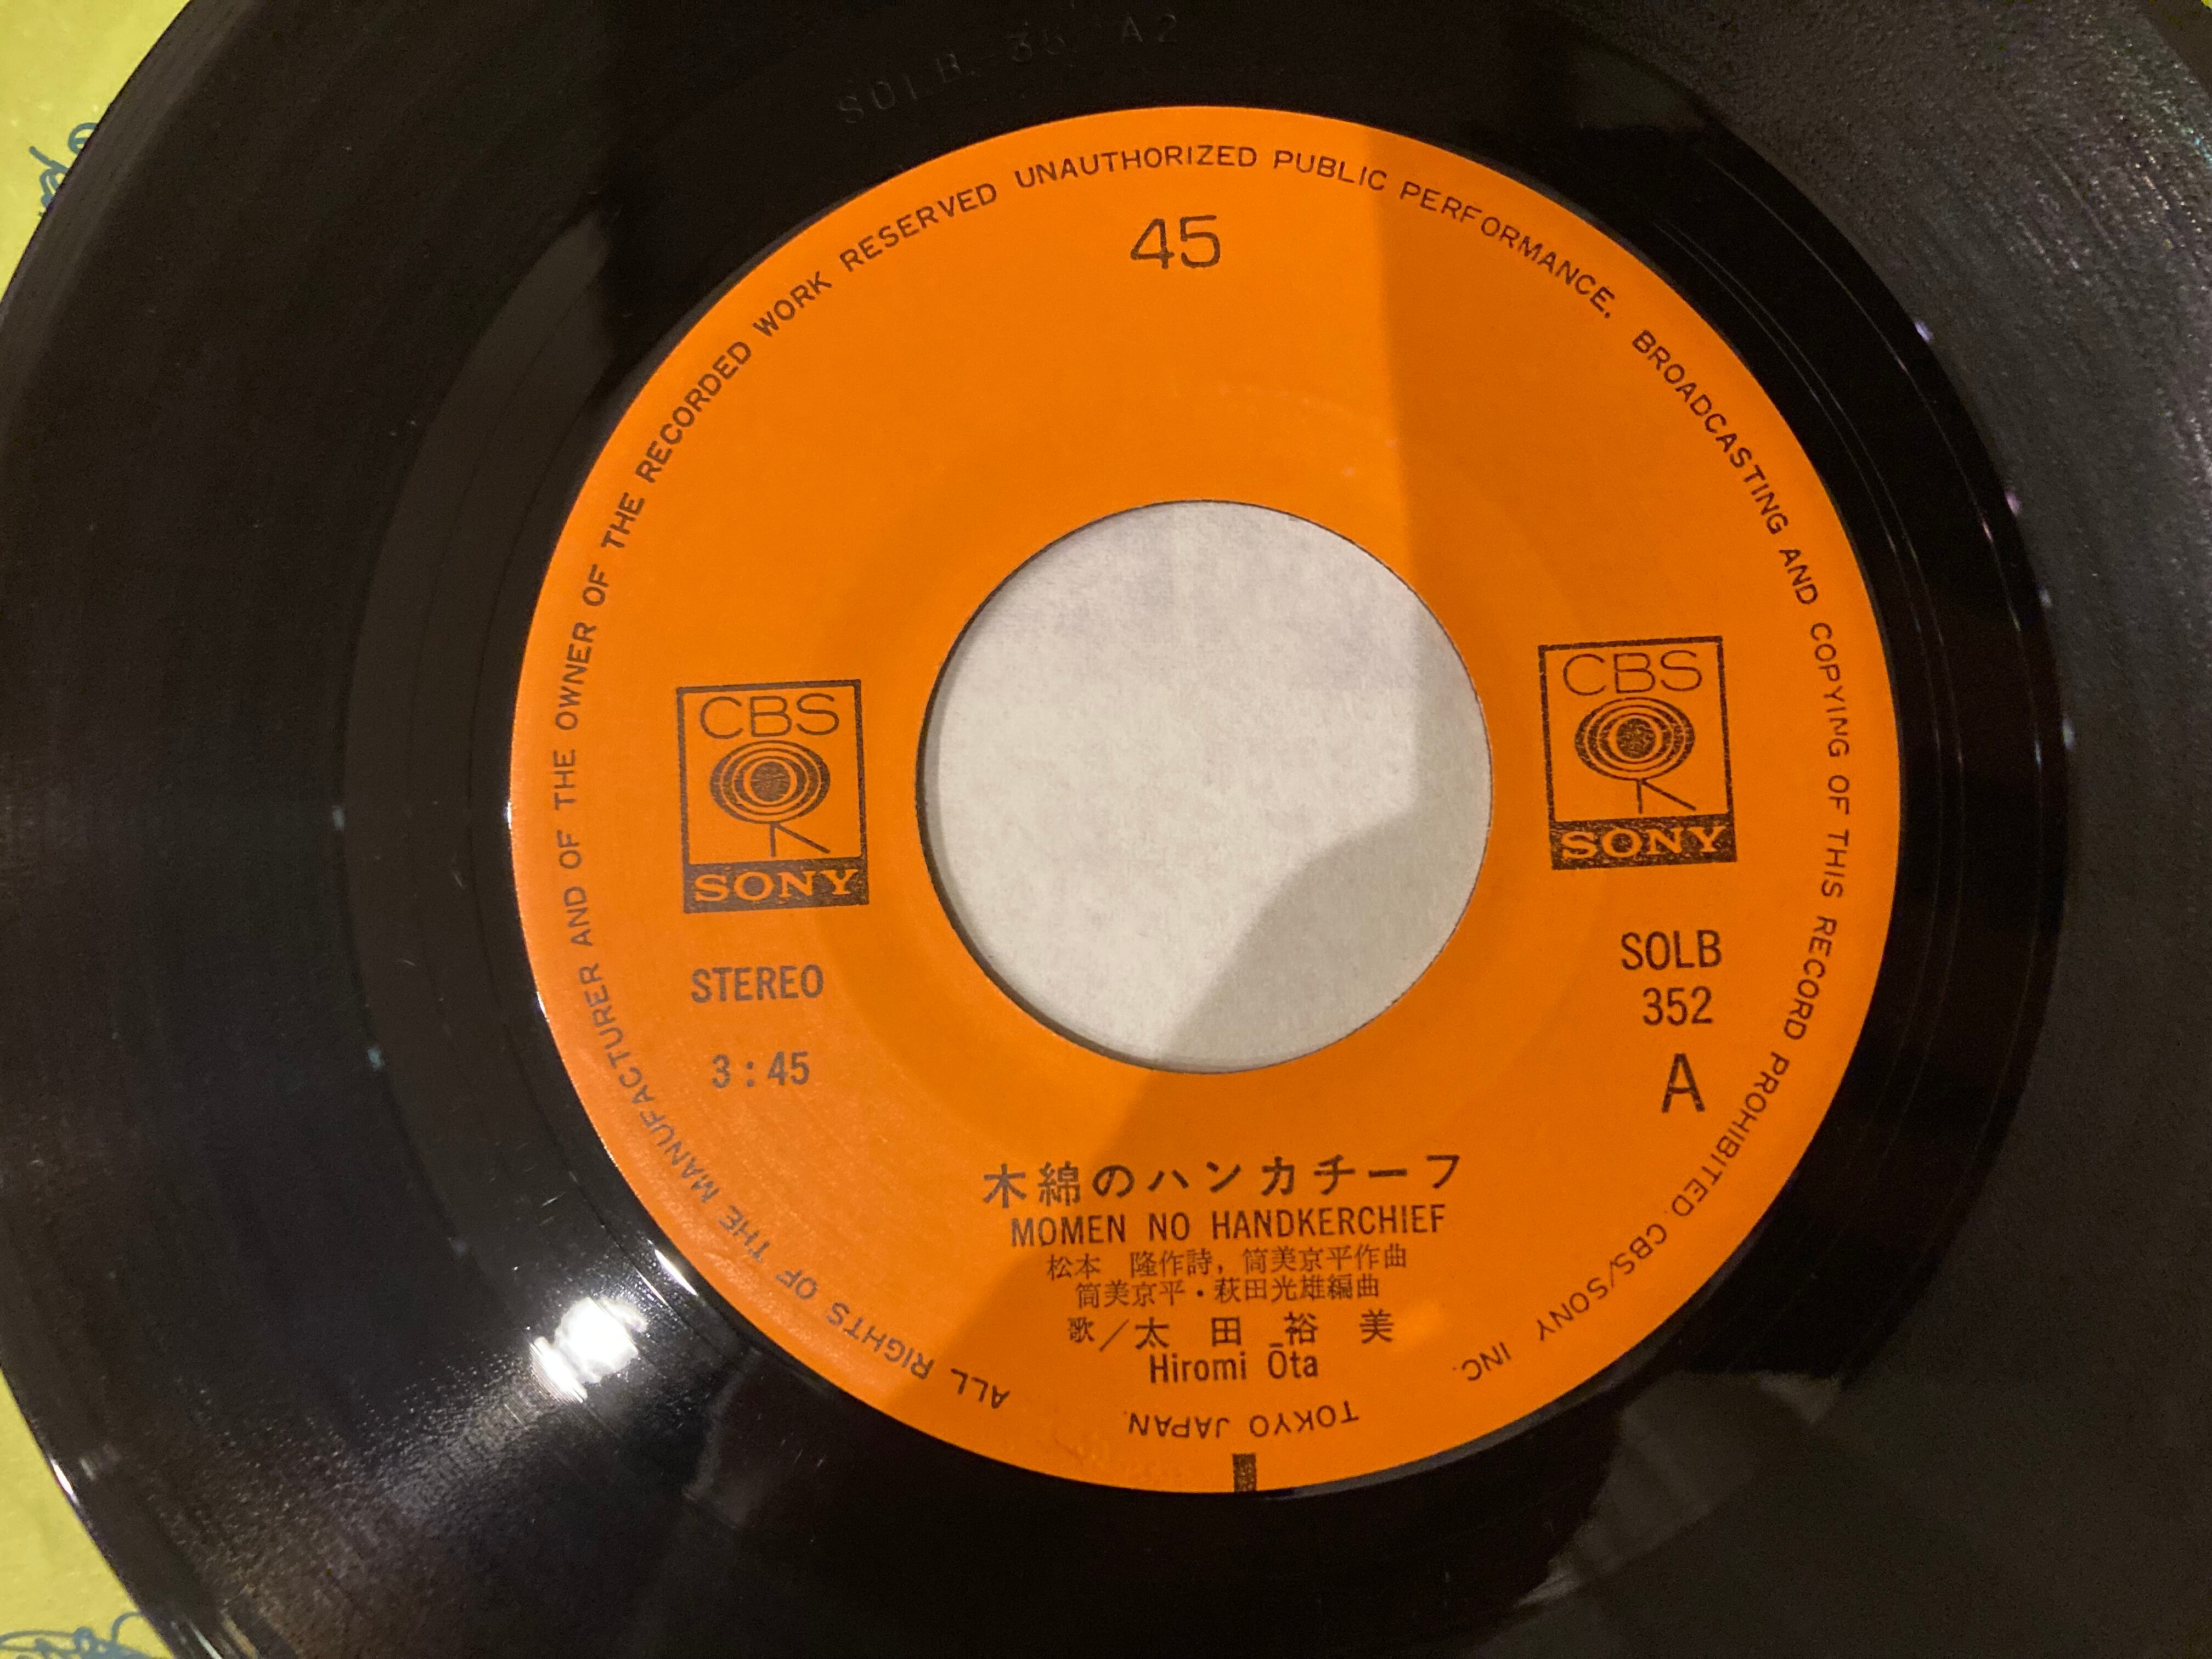 ALL RIGHTS OF THE MANUFACTURER AND OF THE OWNER OF THE RECORDED WORK RESERVED UNAUTHORIZED PUBLIC PERFORMANCE. BROADCASTING AND COPYING OF THIS RECORD PROHIBITED. CBS/SONY INC. TOKYO JAPAN.
45
CBS
SONY
CBS
SONY
STEREO
3:45
SOLB
352
A
木綿のハンカチーフ
MOMEN NO HANDKERCHIEF
松本 隆作詩, 筒美京平作曲
筒美京平・萩田光雄編曲
歌/太田裕美
Hiromi Ōta